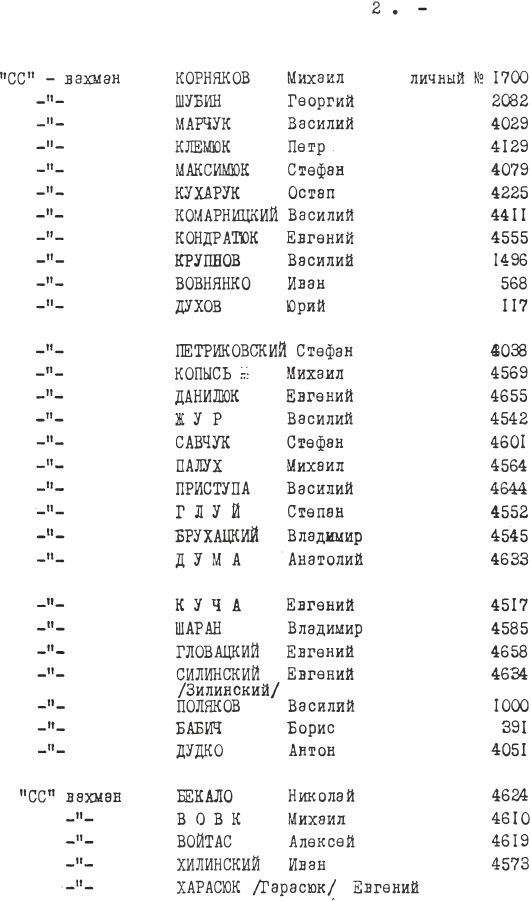 2. -
"СС" - вахман КОРНЯКОВ Михаил личный № 1700
-"- ШУБИН Георгий 2082
-"- МАРЧУК Василий 4029
-"- КЛЕМЮК Петр 4129
-"- МАКСИМЮК Стефан 4079
-"- КУХАРУК Остап 4225
-"- КОМАРНИЦКИЙ Василий 4411
-"- КОНДРАТЮК Евгений 4555
-"- КРУПНОВ Василий 1496
-"- ВОВНЯНКО Иван 568
-"- ДУХОВ Юрий 117
-"- ПЕТРИКОВСКИЙ Стефан 4038
-"- КОПЫСЬ Михаил 4569
-"- ДАНИЛЮК Евгений 4655
-"- Ж У Р Василий 4542
-"- САВЧУК Стефан 4601
-"- ПАЛУХ Михаил 4564
-"- ПРИСТУПА Василий 4644
-"- Г Л У Й Степан 4552
-"- БРУХАЦКИЙ Владимир 4545
-"- Д У М А Анатолий 4633
-"- К У Ч А Евгений 4517
-"- ШАРАН Владимир 4585
-"- ГЛОВАЦКИЙ Евгений 4658
-"- СИЛИНСКИЙ Евгений 4634
/Зилинский/
-"- ПОЛЯКОВ Василий 1000
-"- БАБИЧ Борис 391
-"- ДУДКО Антон 4051
"СС" вахман БЕКАЛО Николай 4624
-"- В О В К Михаил 4610
-"- ВОЙТАС Алексей 4619
-"- ХИЛИНСКИЙ Иван 4573
-"- ХАРАСЮК /Гарасюк/ Евгений